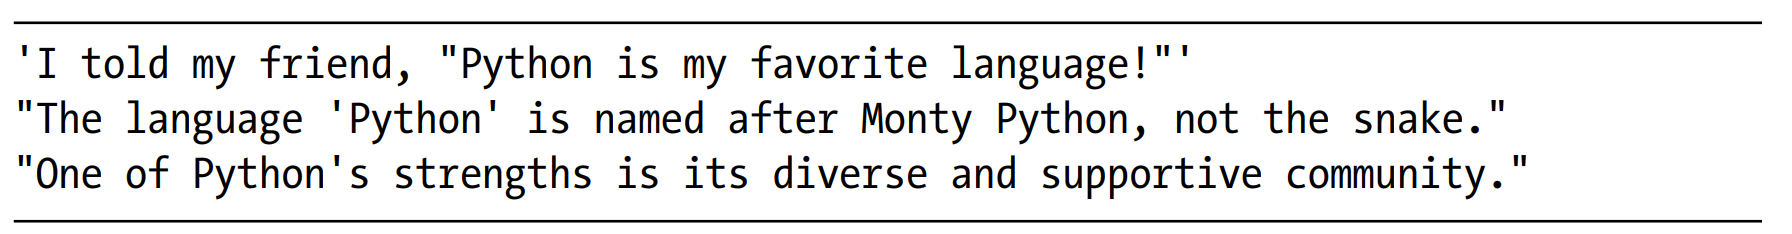 'I told my friend, "Python is my favorite language!"'
"The language 'Python' is named after Monty Python, not the snake."
"One of Python's strengths is its diverse and supportive community."